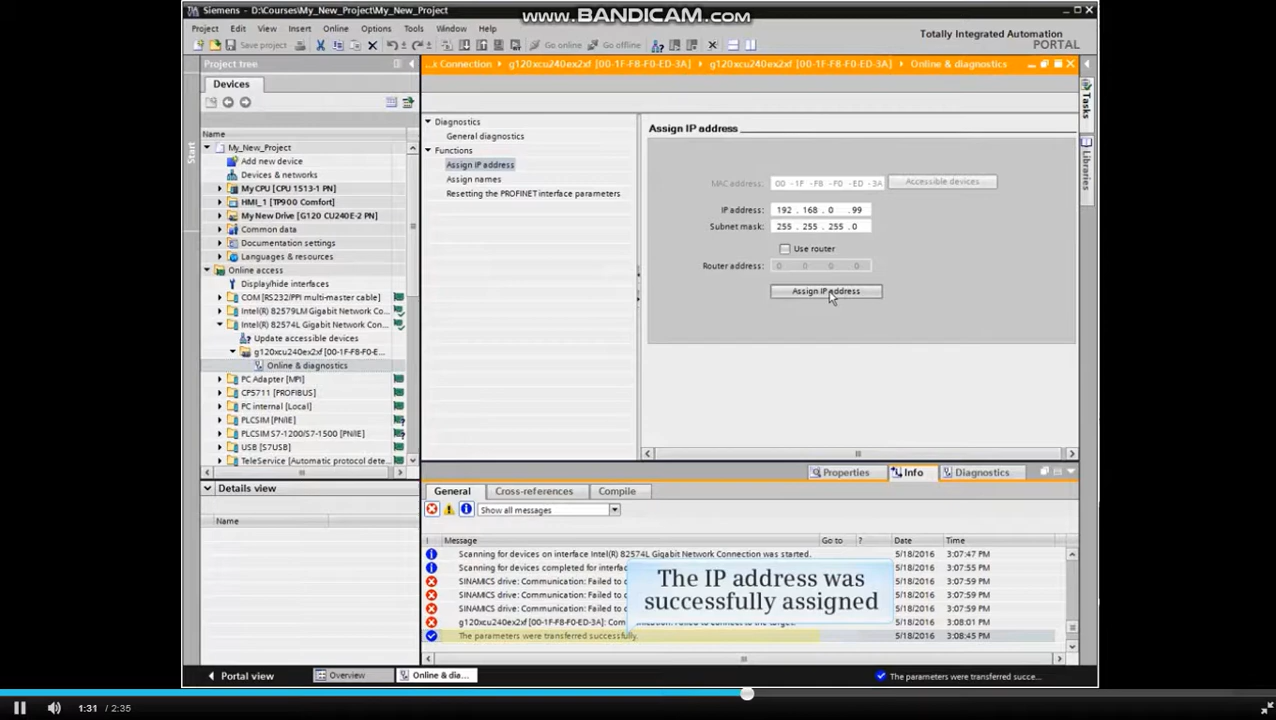 Siemens - D:\Courses\My_New_Project\My_New_Project
www.BANDICAM.com
Project Edit View Insert Online Options Tools Window Help
Totally Integrated Automation
PORTAL
Save project
Go online
Go offline
Project tree
...k Connection
g120xcu240ex2xf [00-1F-F8-F0-ED-3A]
g120xcu240ex2xf [00-1F-F8-F0-ED-3A]
Online & diagnostics
Devices
Start
Tasks
Libraries
Name
My_New_Project
Add new device
Devices & networks
My CPU [CPU 1513-1 PN]
HMI_1 [TP900 Comfort]
My New Drive [G120 CU240E-2 PN]
Common data
Documentation settings
Languages & resources
Online access
Display/hide interfaces
COM [RS232/PPI multi-master cable]
Intel(R) 82579LM Gigabit Network Co...
Intel(R) 82574L Gigabit Network Con...
Update accessible devices
g120xcu240ex2xf [00-1F-F8-F0-E...
Online & diagnostics
PC Adapter [MPI]
CP5711 [PROFIBUS]
PC internal [Local]
PLCSIM [PN/IE]
PLCSIM S7-1200/S7-1500 [PN/IE]
USB [S7USB]
TeleService [Automatic protocol dete...
Diagnostics
General diagnostics
Functions
Assign IP address
Assign names
Resetting the PROFINET interface parameters
Assign IP address
MAC address: 00 -1F -F8 -F0 -ED -3A
Accessible devices
IP address: 192 . 168 . 0 .99
Subnet mask: 255 . 255 . 255 .0
Use router
Router address: 0 0 0 0
Assign IP address
Details view
Name
Properties
Info
Diagnostics
General
Cross-references
Compile
Show all messages
! Message Go to ? Date Time
Scanning for devices on interface Intel(R) 82574L Gigabit Network Connection was started. 5/18/2016 3:07:47 PM
Scanning for devices completed for interfa 5/18/2016 3:07:55 PM
SINAMICS drive: Communication: Failed to c 5/18/2016 3:07:59 PM
SINAMICS drive: Communication: Failed to c 5/18/2016 3:07:59 PM
SINAMICS drive: Communication: Failed to c 5/18/2016 3:07:59 PM
g120xcu240ex2xf [00-1F-F8-F0-ED-3A]: Communication: Failed to connect to the target. 5/18/2016 3:08:01 PM
The parameters were transferred successfully. 5/18/2016 3:08:45 PM
The IP address was
successfully assigned
Portal view
Overview
Online & dia...
The parameters were transferred succe...
1:31 / 2:35